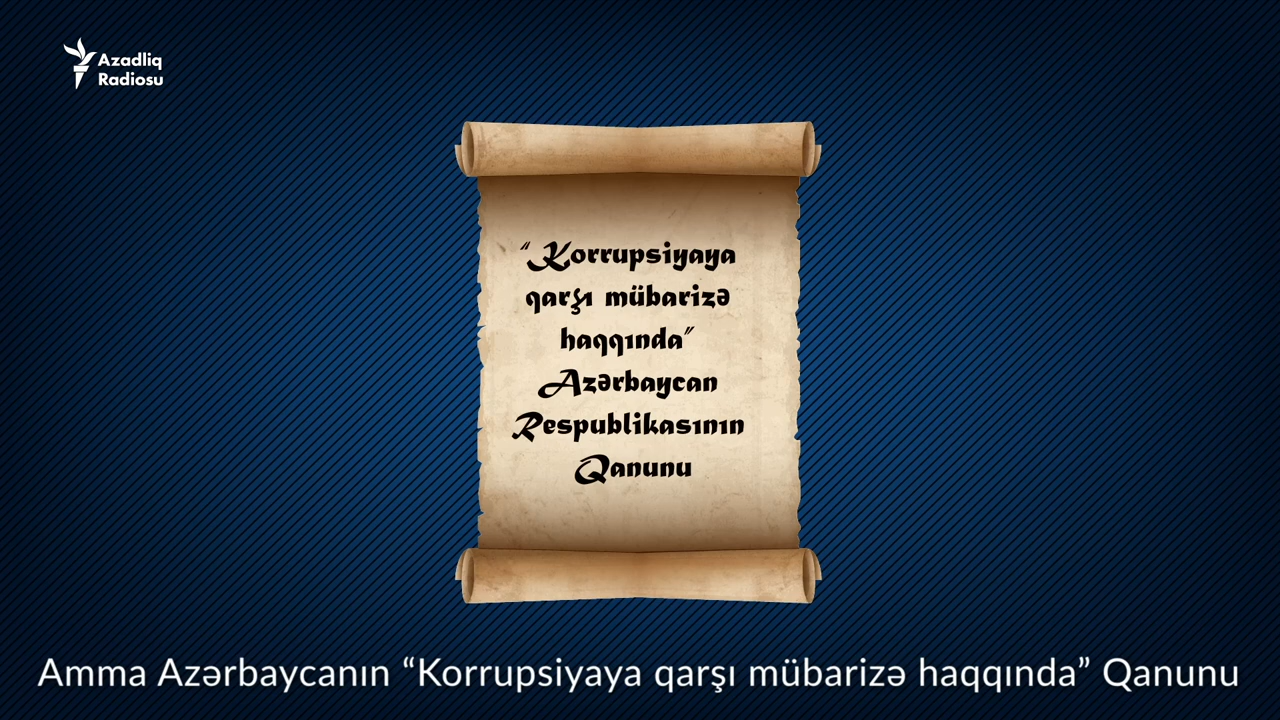 Azadliq
Radiosu
“Korrupsiyaya
qarşı mübarizə
haqqında”
Azərbaycan
Respublikasının
Qanunu
Amma Azərbaycanın “Korrupsiyaya qarşı mübarizə haqqında” Qanunu